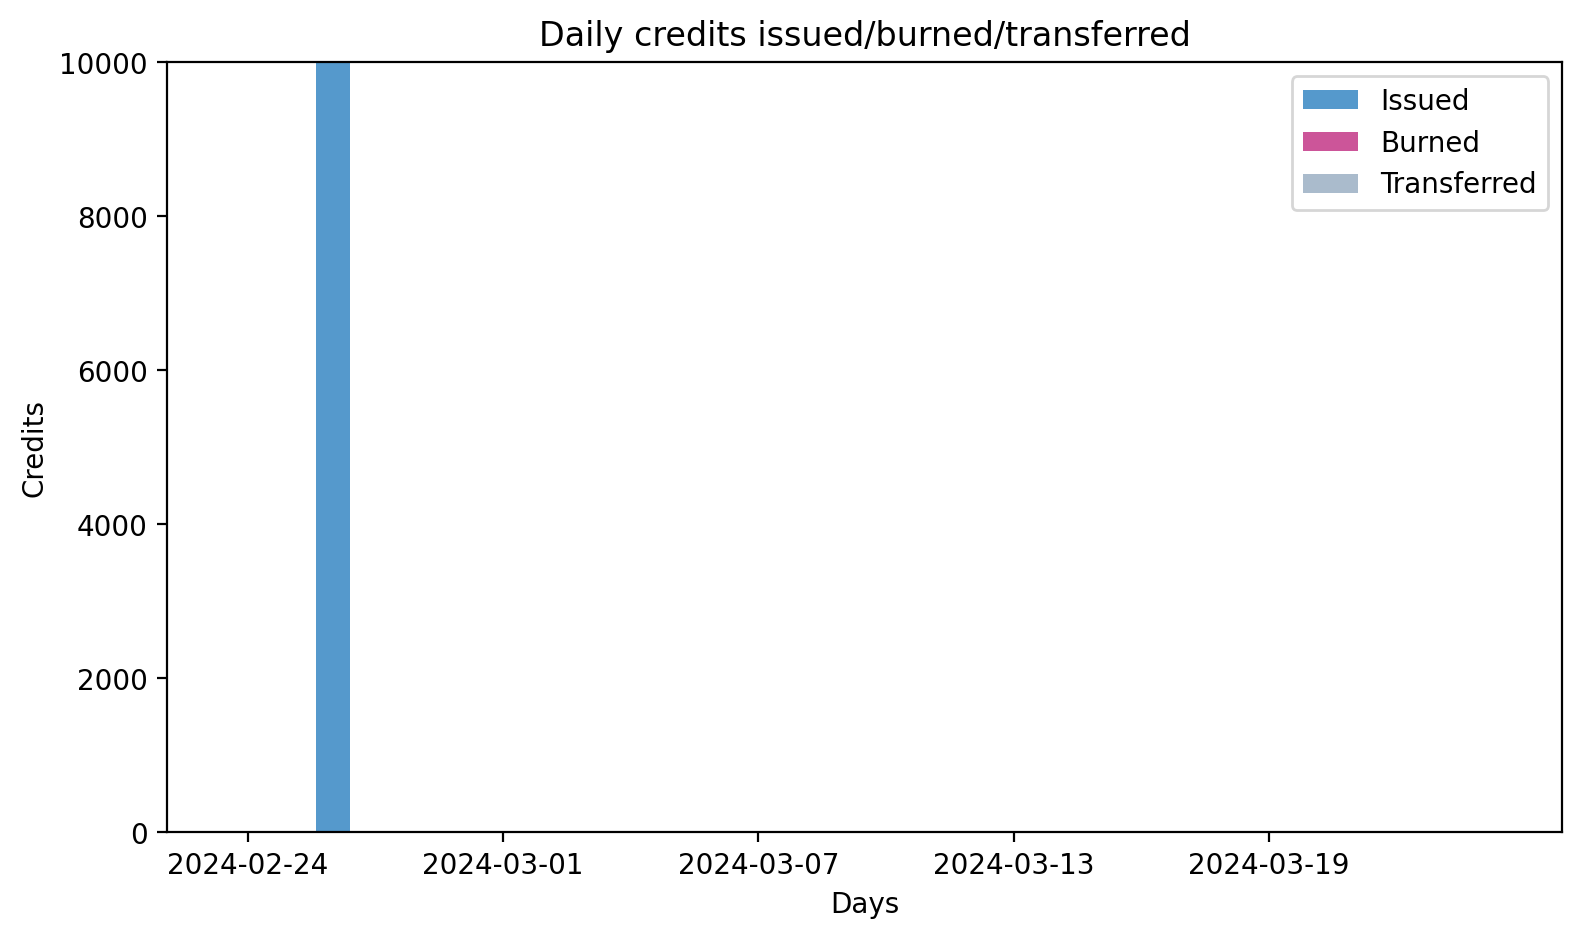 Daily credits issued/burned/transferred
10000
8000
6000
4000
2000
0
Credits
Issued
Burned
Transferred
2024-02-24
2024-03-01
2024-03-07
2024-03-13
2024-03-19
Days